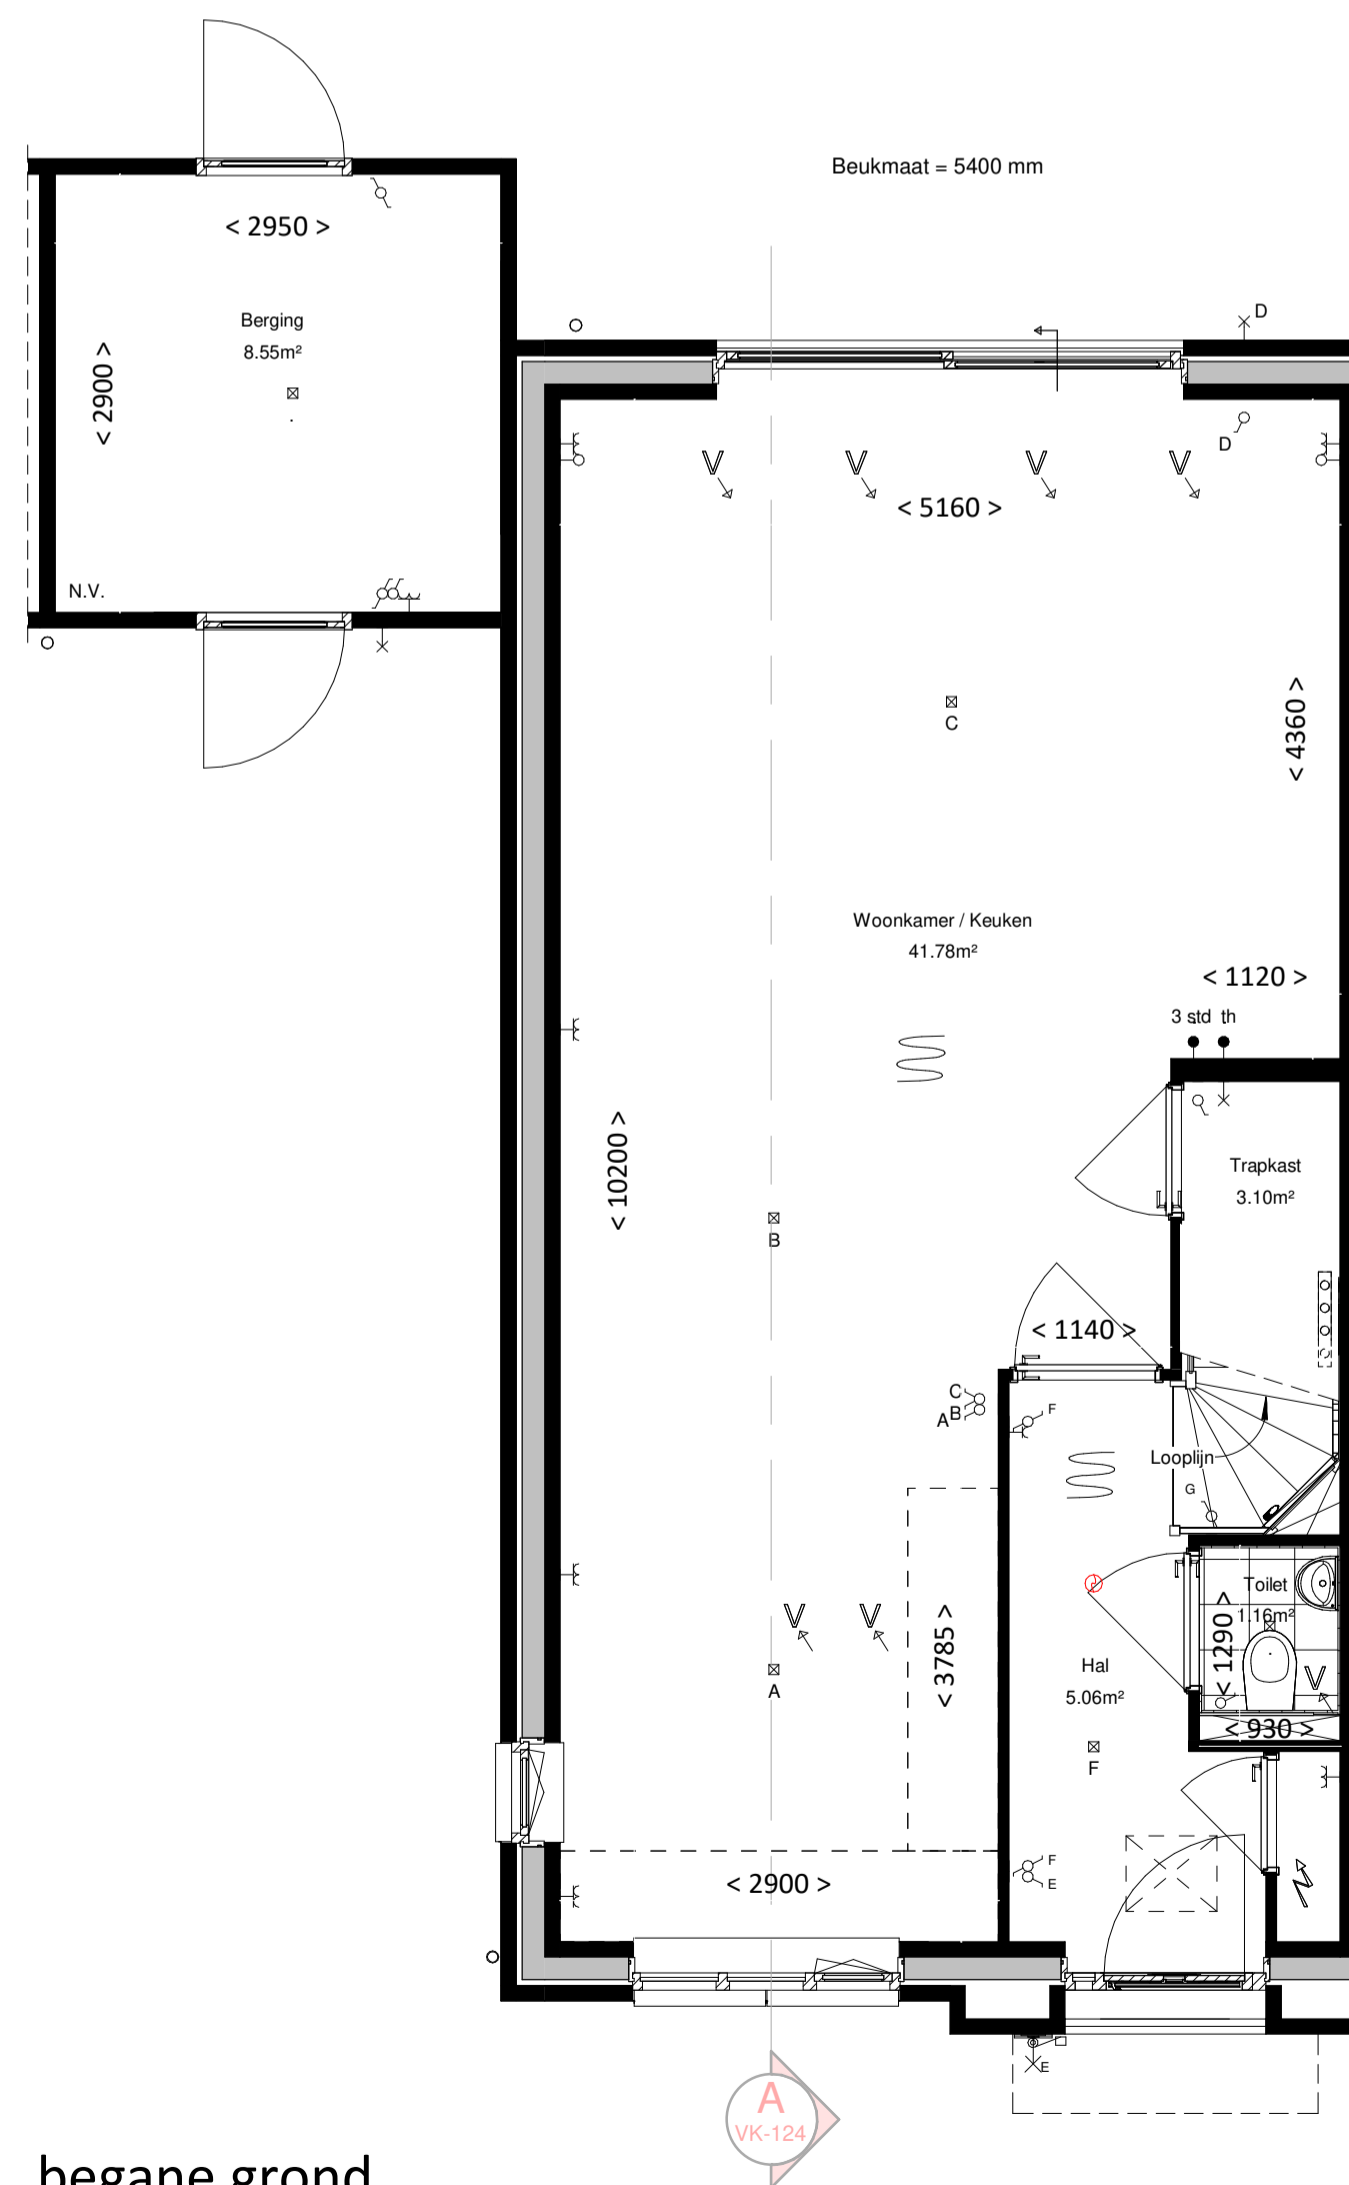 Beukmaat = 5400 mm
< 2950 >
Berging
8.55m²
< 2900 >
N.V.
D
D
V V V V
< 5160 >
C
< 4360 >
Woonkamer / Keuken
41.78m²
< 1120 >
3 std th
< 10200 >
Trapkast
3.10m²
B
< 1140 >
C
B
A
F
Looplijn
G
V V
A
< 3785 >
Toilet
1.16m²
< 1290 >
V
< 930 >
Hal
5.06m²
F
F
E
< 2900 >
E
A
VK-124
begane grond